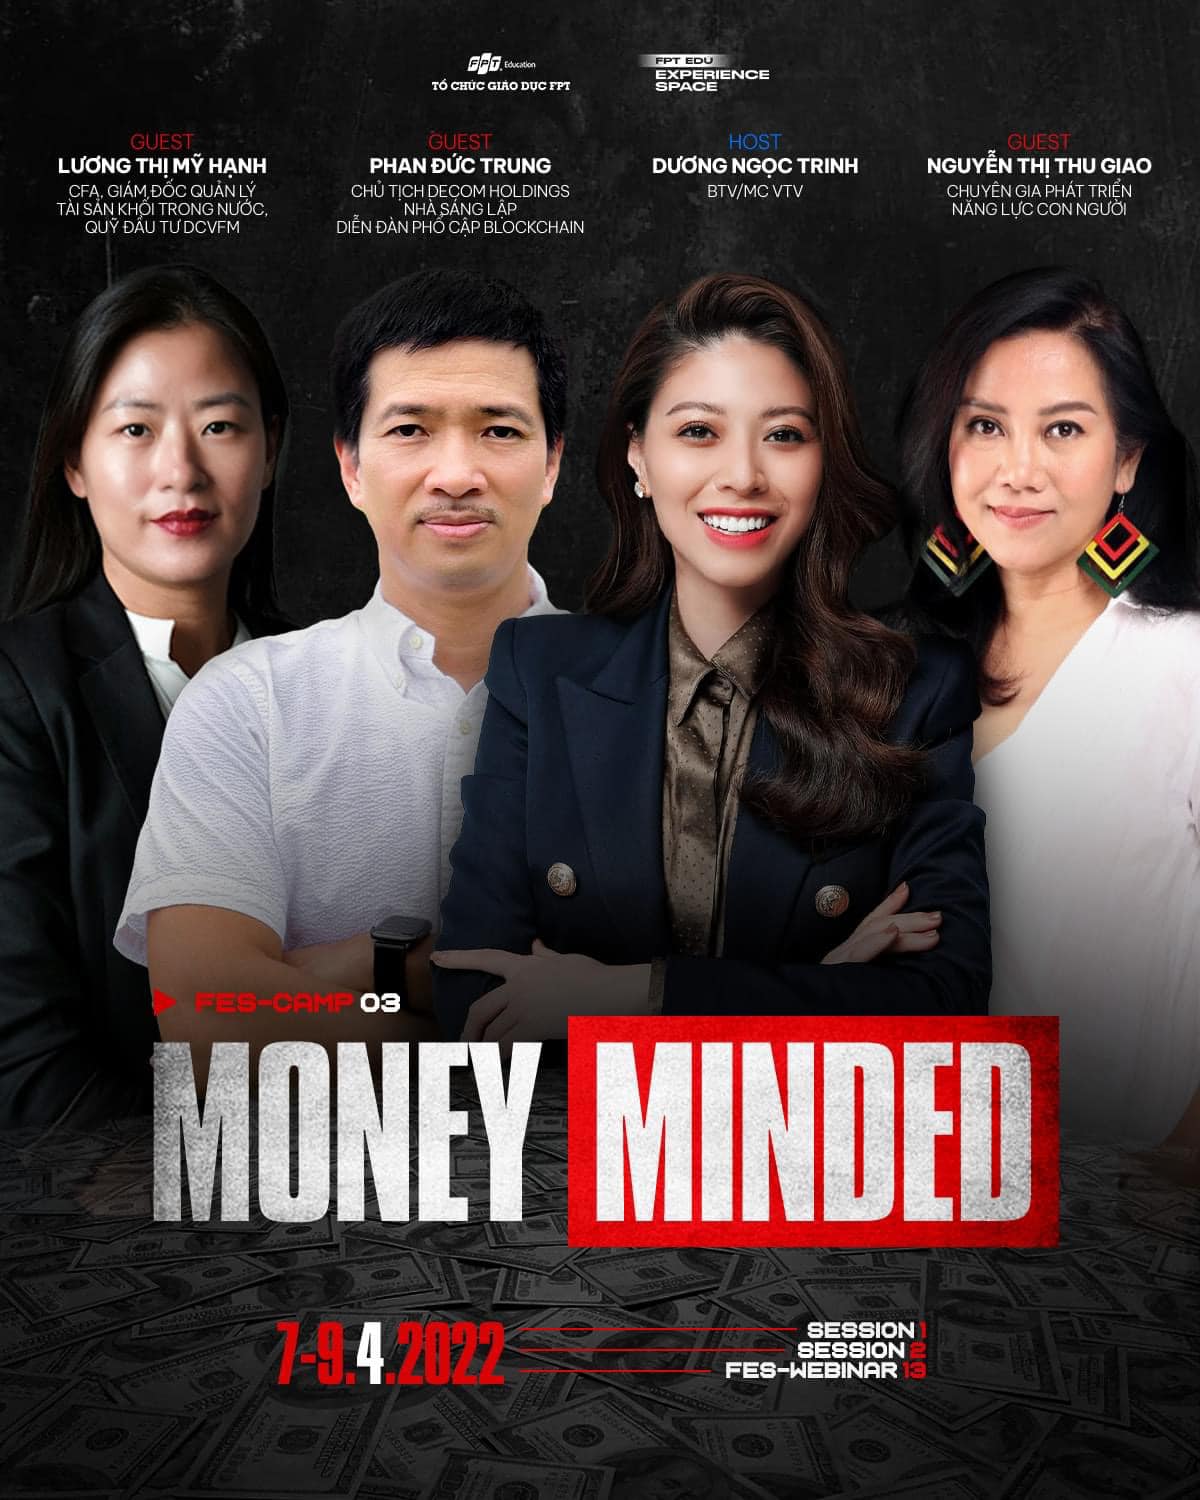 FPT Education
TỔ CHỨC GIÁO DỤC FPT
FPT EDU
EXPERIENCE
SPACE
GUEST
LƯƠNG THỊ MỸ HẠNH
CFA, GIÁM ĐỐC QUẢN LÝ
TÀI SẢN KHỐI TRONG NƯỚC,
QUỸ ĐẦU TƯ DCVFM
GUEST
PHAN ĐỨC TRUNG
CHỦ TỊCH DECOM HOLDINGS
NHÀ SÁNG LẬP
DIỄN ĐÀN PHỔ CẬP BLOCKCHAIN
HOST
DƯƠNG NGỌC TRINH
BTV/MC VTV
GUEST
NGUYỄN THỊ THU GIAO
CHUYÊN GIA PHÁT TRIỂN
NĂNG LỰC CON NGƯỜI
FES-CAMP 03
MONEY MINDED
7-9.4.2022
SESSION 1
SESSION 2
FES-WEBINAR 13